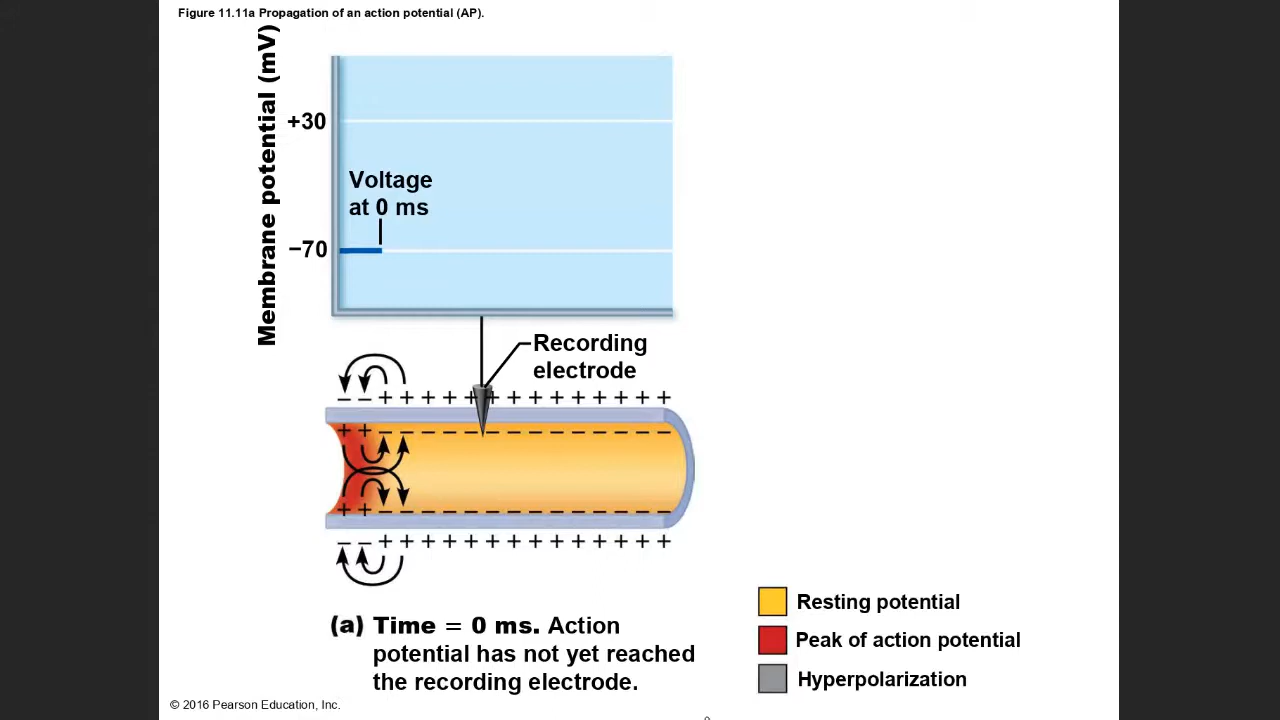 Figure 11.11a Propagation of an action potential (AP).
Membrane potential (mV)
+30
Voltage
at 0 ms
−70
Recording
electrode
− − + + + + + + + + + + + + + +
+ + − − − − − − − − − − − − − −
+ + − − − − − − − − − − − − − −
− − + + + + + + + + + + + + + +
(a) Time = 0 ms. Action
potential has not yet reached
the recording electrode.
Resting potential
Peak of action potential
Hyperpolarization
© 2016 Pearson Education, Inc.